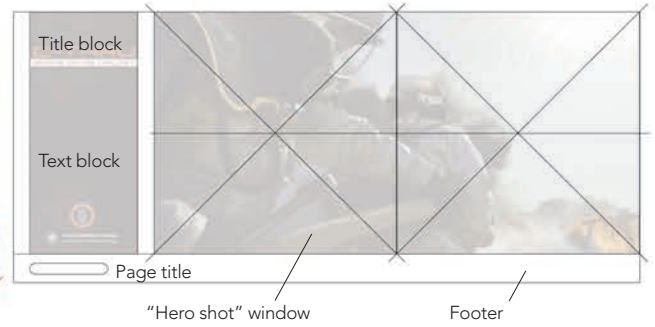 Title block
Text block
Page title
“Hero shot” window
Footer